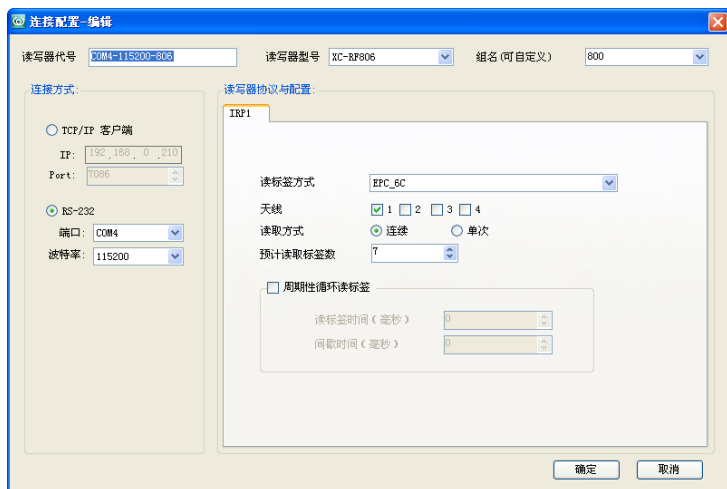 连接配置-编辑
读写器代号 COM4-115200-806 读写器型号 XC-RF806 组名(可自定义) 800
连接方式:
TCP/IP 客户端
IP: 192 .168 . 0 .210
Port: 7086
RS-232
端口: COM4
波特率: 115200
读写器协议与配置:
IRP1
读标签方式 EPC_6C
天线 1 2 3 4
读取方式 连续 单次
预计读取标签数 7
周期性循环读标签
读标签时间(毫秒) 0
间歇时间(毫秒) 0
确定 取消